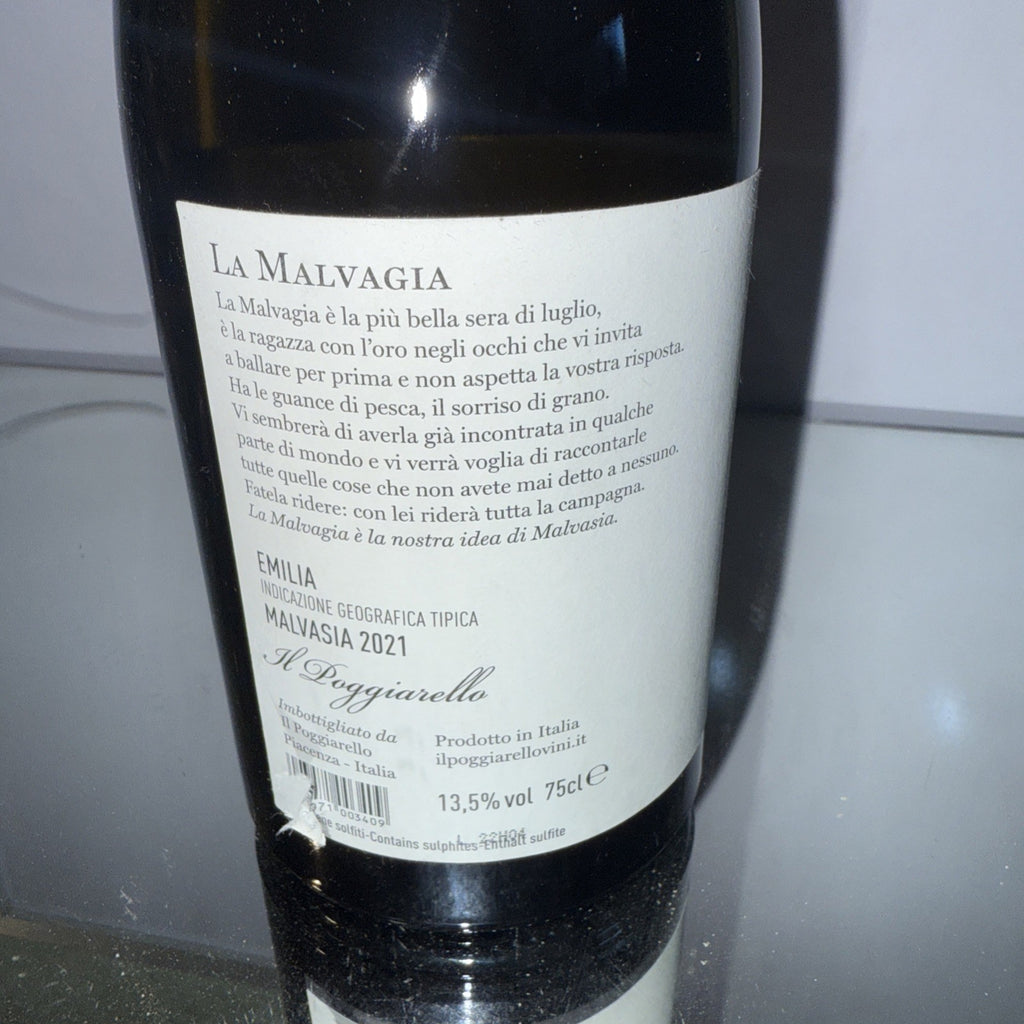 La Malvagia
La Malvagia è la più bella sera di luglio,
è la ragazza con l'oro negli occhi che vi invita
a ballare per prima e non aspetta la vostra risposta.
Ha le guance di pesca, il sorriso di grano.
Vi sembrerà di averla già incontrata in qualche
parte di mondo e vi verrà voglia di raccontarle
tutte quelle cose che non avete mai detto a nessuno.
Fatela ridere: con lei riderà tutta la campagna.
La Malvagia è la nostra idea di Malvasia.
EMILIA
INDICAZIONE GEOGRAFICA TIPICA
MALVASIA 2021
Il Poggiarello
Imbottigliato da
Il Poggiarello
Piacenza - Italia
Prodotto in Italia
ilpoggiarellovini.it
13,5% vol 75cl e
971 003409
solfiti-Contains sulphites-Enthält sulfite
L 22H04